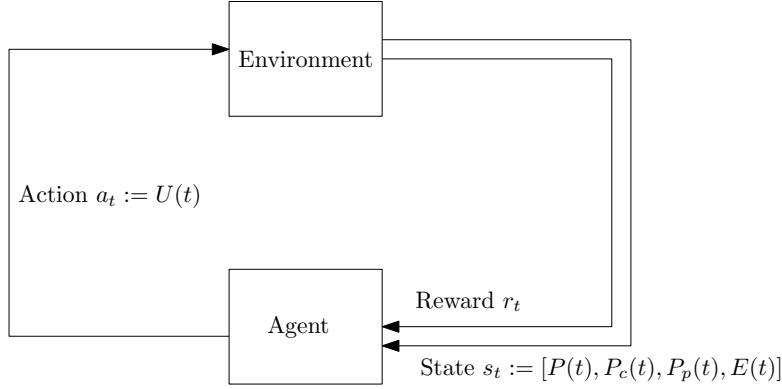 Environment
Action a_t := U(t)
Reward r_t
Agent
State s_t := [P(t), P_c(t), P_p(t), E(t)]